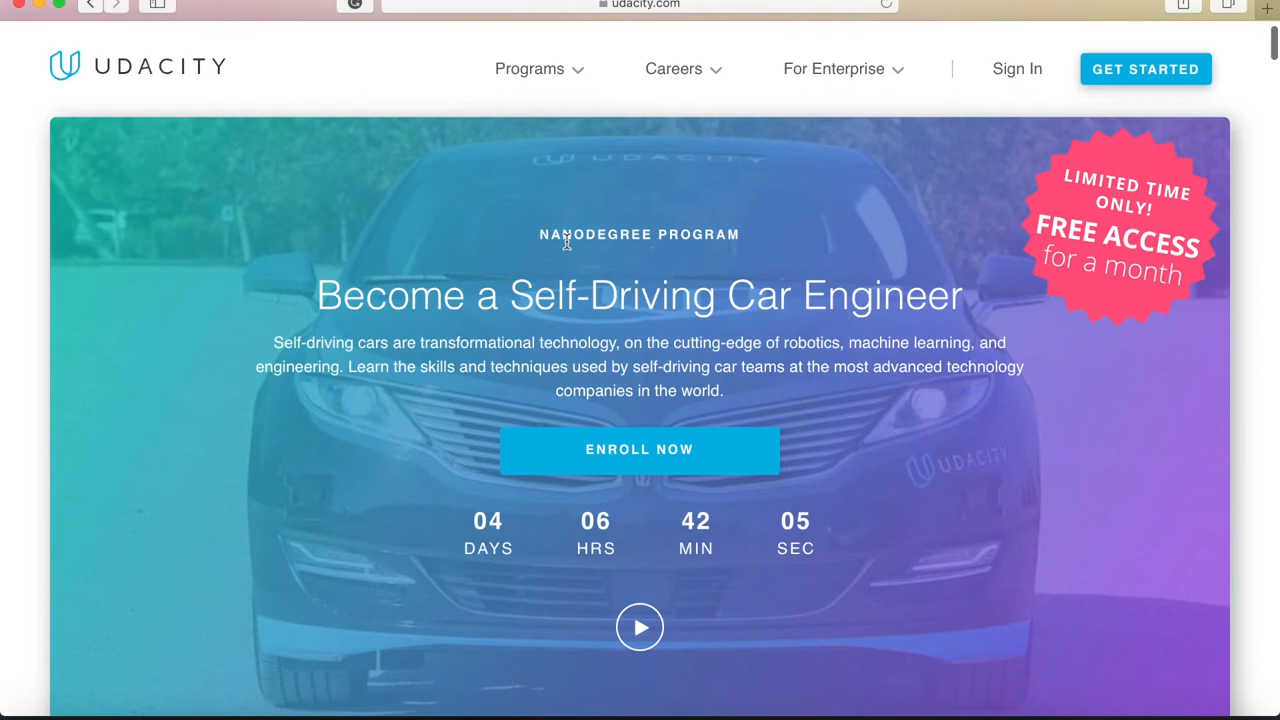 udacity.com
UDACITY
Programs
Careers
For Enterprise
Sign In
GET STARTED
UDACITY
LIMITED TIME
ONLY!
FREE ACCESS
for a month
NANODEGREE PROGRAM
Become a Self-Driving Car Engineer
Self-driving cars are transformational technology, on the cutting-edge of robotics, machine learning, and
engineering. Learn the skills and techniques used by self-driving car teams at the most advanced technology
companies in the world.
ENROLL NOW
UDACITY
04 06 42 05
DAYS HRS MIN SEC